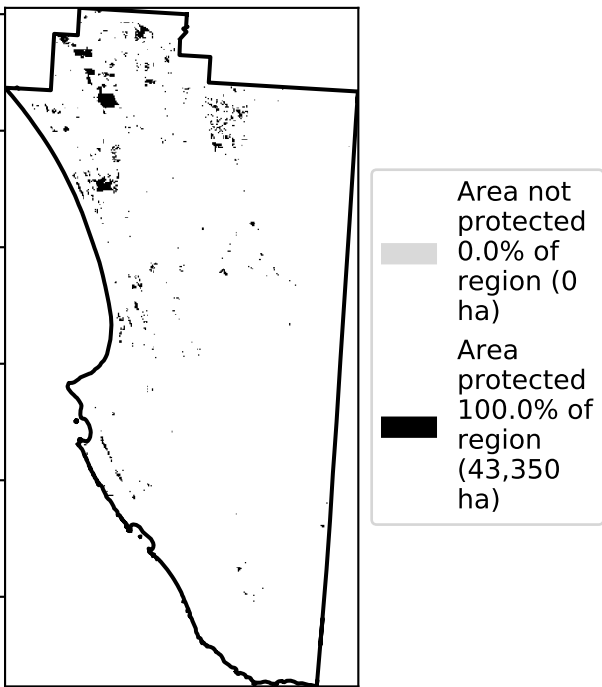 Area not
protected
0.0% of
region (0
ha)
Area
protected
100.0% of
region
(43,350
ha)